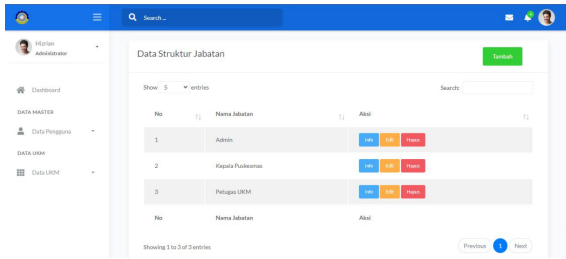 Search ...
Hizrian
Administrator
Dashboard
DATA MASTER
Data Pengguna
DATA UKM
Data UKM
Data Struktur Jabatan
Tambah
Show 5 entries
Search:
No Nama Jabatan Aksi
1 Admin Info Edit Hapus
2 Kepala Puskesmas Info Edit Hapus
3 Petugas UKM Info Edit Hapus
No Nama Jabatan Aksi
Showing 1 to 3 of 3 entries
Previous 1 Next